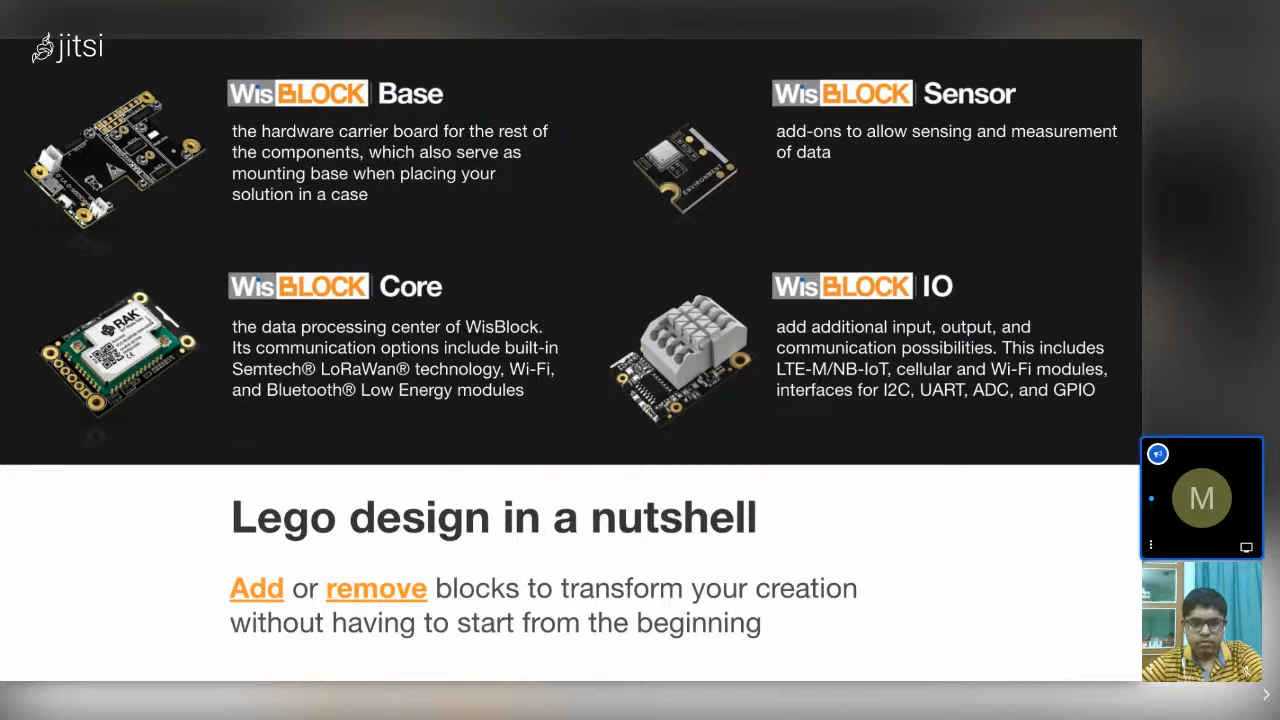 jitsi
WisBLOCK Base
the hardware carrier board for the rest of
the components, which also serve as
mounting base when placing your
solution in a case
WisBLOCK Sensor
add-ons to allow sensing and measurement
of data
ENVIRONMENT
WisBLOCK Core
the data processing center of WisBlock.
Its communication options include built-in
Semtech® LoRaWan® technology, Wi-Fi,
and Bluetooth® Low Energy modules
RAK
WisBLOCK IO
add additional input, output, and
communication possibilities. This includes
LTE-M/NB-IoT, cellular and Wi-Fi modules,
interfaces for I2C, UART, ADC, and GPIO
Lego design in a nutshell
Add or remove blocks to transform your creation
without having to start from the beginning
M